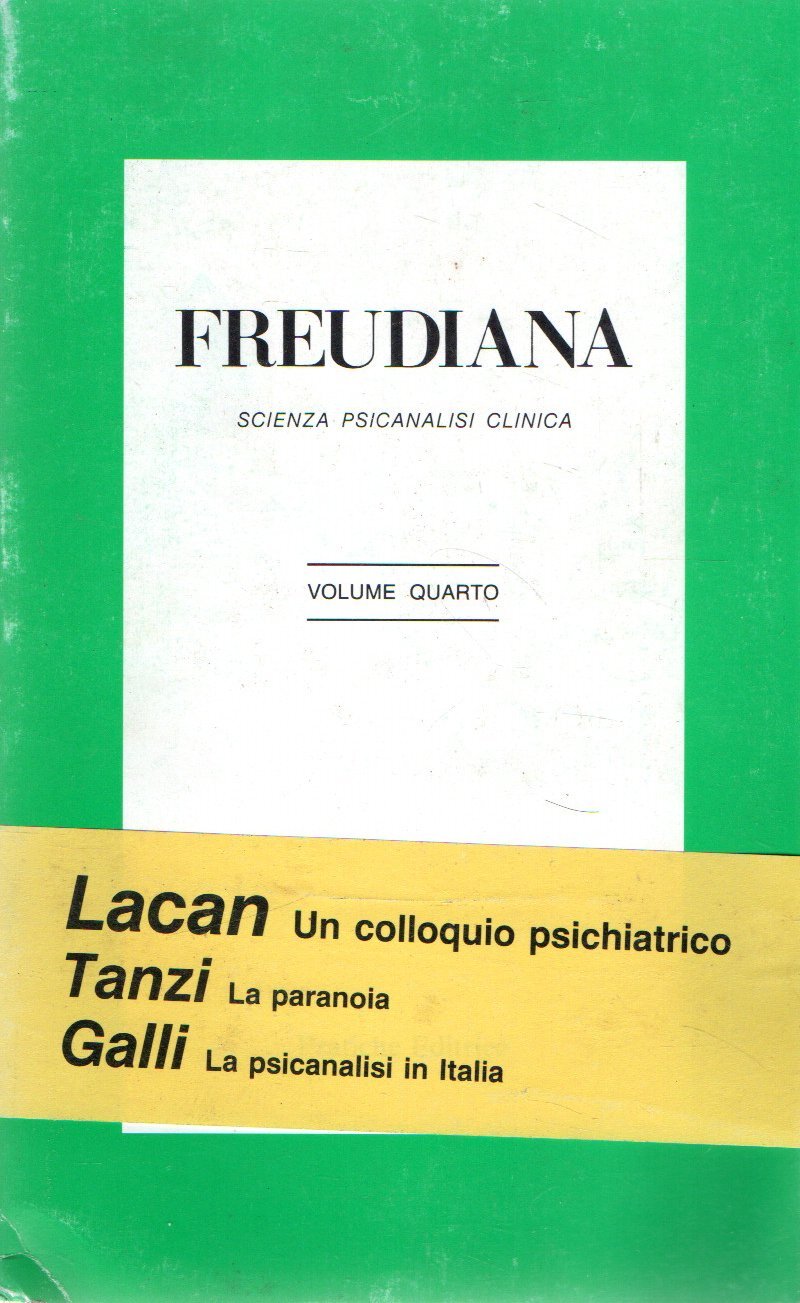 FREUDIANA
SCIENZA PSICANALISI CLINICA
VOLUME QUARTO
Lacan Un colloquio psichiatrico
Tanzi La paranoia
Galli La psicanalisi in Italia